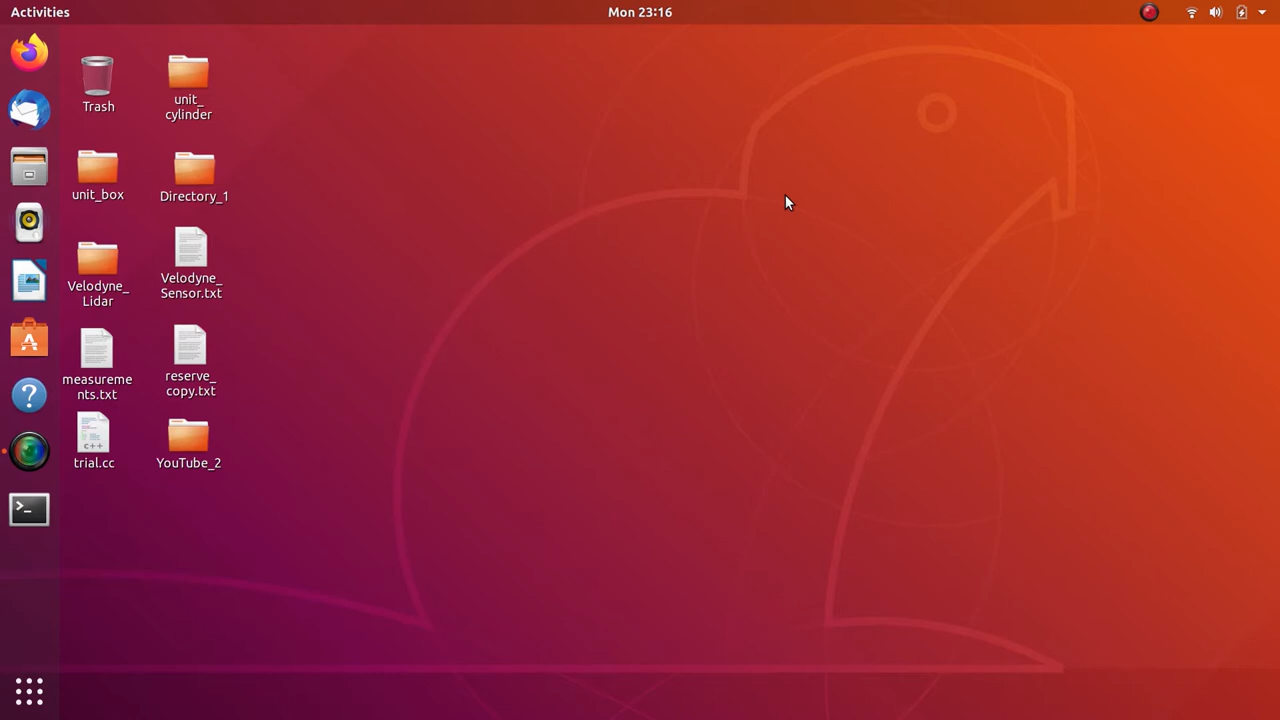 Activities
Mon 23:16
Trash
unit_
cylinder
unit_box
Directory_1
Velodyne_
Lidar
Velodyne_
Sensor.txt
measureme
nts.txt
reserve_
copy.txt
C++
trial.cc
YouTube_2